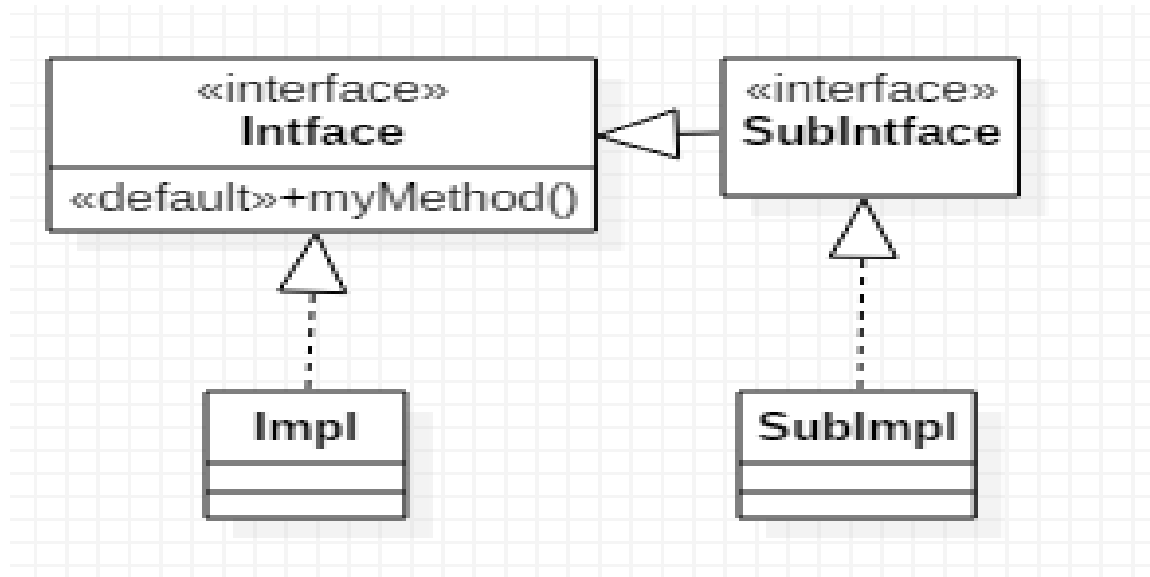 «interface»
Intface
«default»+myMethod()
«interface»
SubIntface
Impl
SubImpl